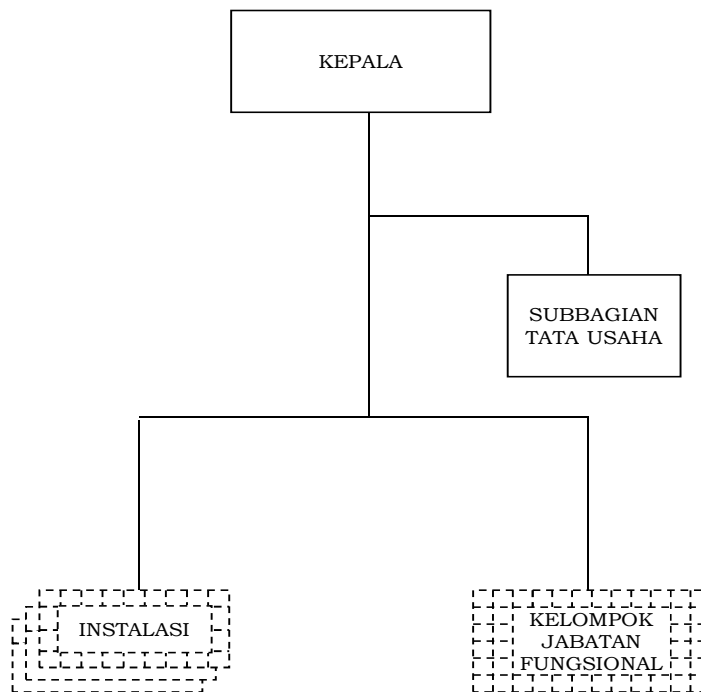 KEPALA
SUBBAGIAN
TATA USAHA
INSTALASI
KELOMPOK
JABATAN
FUNGSIONAL